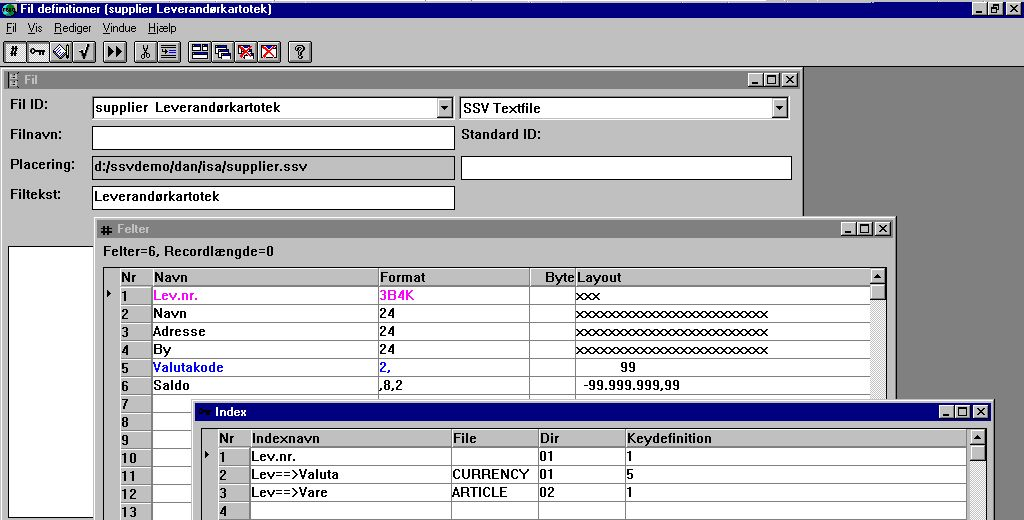 Fil definitioner (supplier Leverandørkartotek)
Fil Vis Rediger Vindue Hjælp
# ?
Fil
Fil ID: supplier Leverandørkartotek SSV Textfile
Filnavn: Standard ID:
Placering: d:/ssvdemo/dan/isa/supplier.ssv
Filtekst: Leverandørkartotek
# Felter
Felter=6, Recordlængde=0
Nr Navn Format Byte Layout
1 Lev.nr. 3B4K xxx
2 Navn 24 xxxxxxxxxxxxxxxxxxxxxxxx
3 Adresse 24 xxxxxxxxxxxxxxxxxxxxxxxx
4 By 24 xxxxxxxxxxxxxxxxxxxxxxxx
5 Valutakode 2, 99
6 Saldo ,8,2 -99.999.999,99
7
8
9
10
11
12
13
Index
Nr Indexnavn File Dir Keydefinition
1 Lev.nr. 01 1
2 Lev==>Valuta CURRENCY 01 5
3 Lev==>Vare ARTICLE 02 1
4